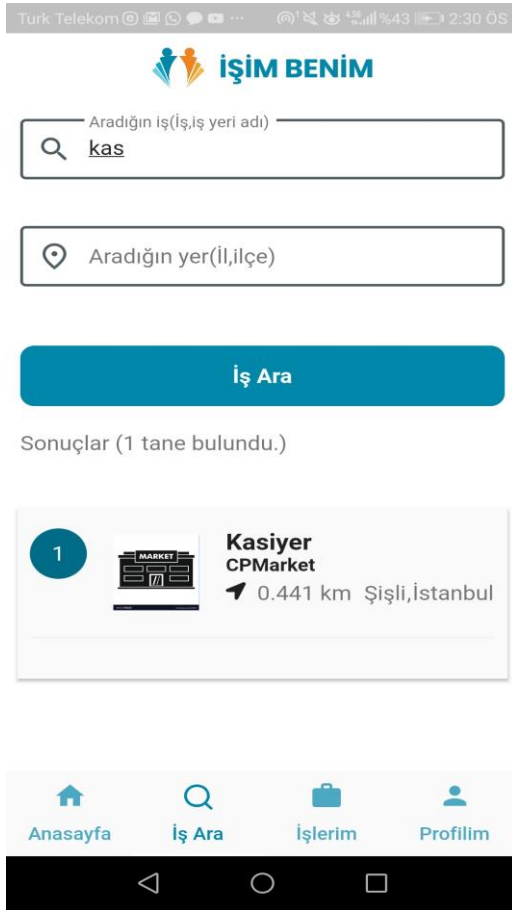 Turk Telekom ... %43 2:30 ÖS
İŞİM BENİM
Aradığın iş(İş,iş yeri adı)
kas
Aradığın yer(İl,ilçe)
İş Ara
Sonuçlar (1 tane bulundu.)
1
MARKET
Kasiyer
CPMarket
0.441 km Şişli,İstanbul
Anasayfa İş Ara İşlerim Profilim